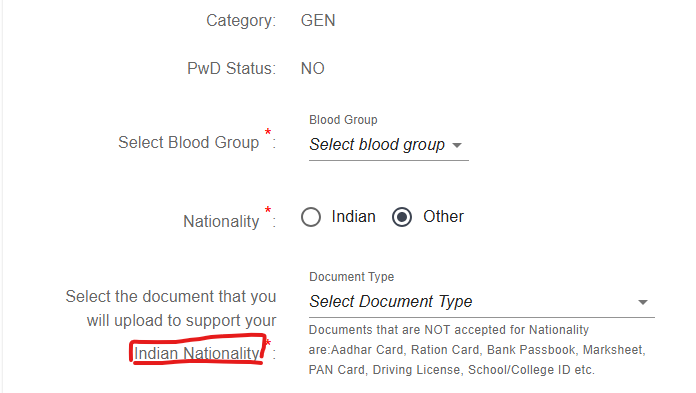 Category: GEN
PwD Status: NO
Blood Group
Select Blood Group *: Select blood group
Nationality *: Indian Other
Document Type
Select the document that you
will upload to support your
Indian Nationality *:
Select Document Type
Documents that are NOT accepted for Nationality
are:Aadhar Card, Ration Card, Bank Passbook, Marksheet,
PAN Card, Driving License, School/College ID etc.